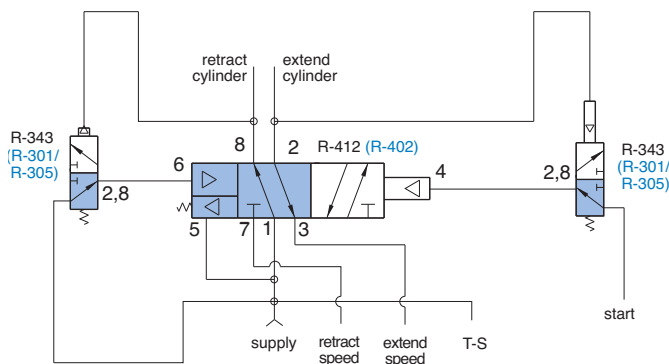 retract
cylinder
extend
cylinder
R-343
(R-301/
R-305)
2,8
6
8
2
R-412 (R-402)
4
5
7
1
3
R-343
(R-301/
R-305)
2,8
supply
retract
speed
extend
speed
T-S
start